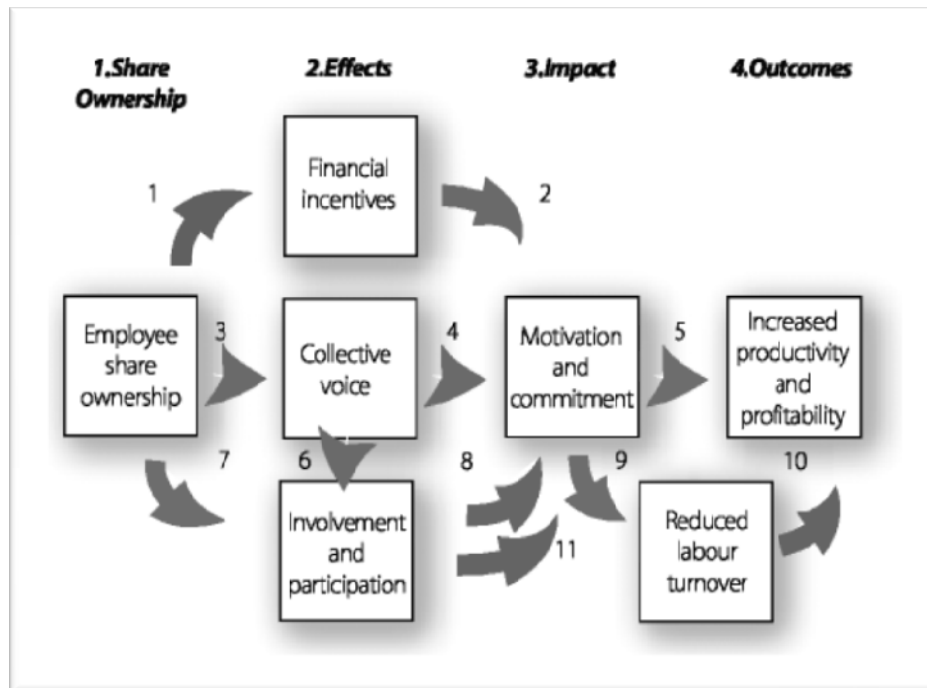 1.Share
Ownership
2.Effects
3.Impact
4.Outcomes
Financial
incentives
1
2
Employee
share
ownership
3
Collective
voice
4
Motivation
and
commitment
5
Increased
productivity
and
profitability
7
6
8
9
10
Involvement
and
participation
11
Reduced
labour
turnover